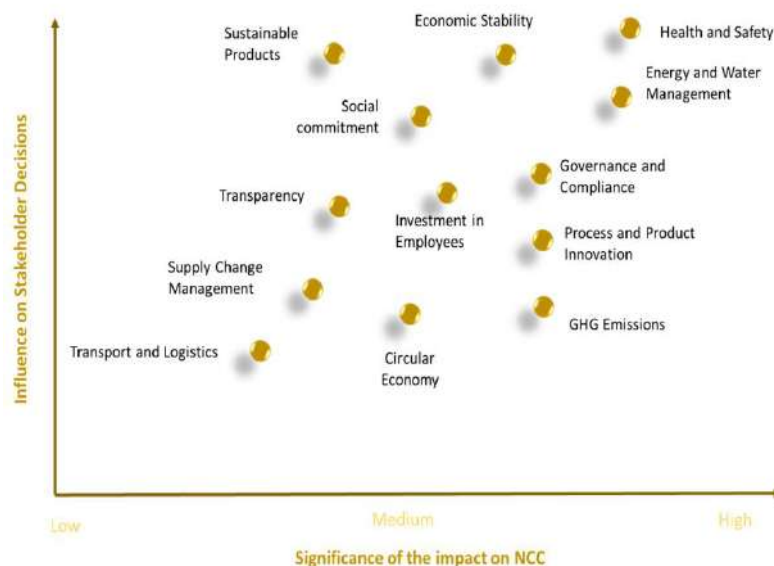 Economic Stability
Sustainable
Products
Health and Safety
Energy and Water
Management
Social
commitment
Governance and
Compliance
Transparency
Investment in
Employees
Process and Product
Innovation
Supply Change
Management
GHG Emissions
Transport and Logistics
Circular
Economy
Influence on Stakeholder Decisions
Low
Medium
High
Significance of the impact on NCC